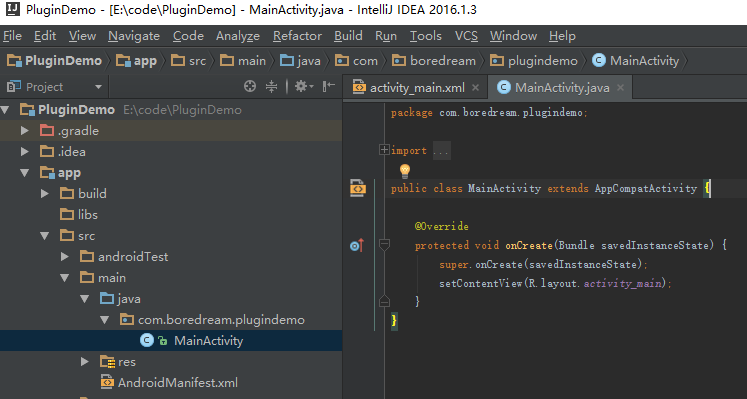 PluginDemo - [E:\code\PluginDemo] - MainActivity.java - IntelliJ IDEA 2016.1.3
File Edit View Navigate Code Analyze Refactor Build Run Tools VCS Window Help
PluginDemo app src main java com boredream plugindemo MainActivity
Project
activity_main.xml MainActivity.java
PluginDemo E:\code\PluginDemo
.gradle
.idea
app
build
libs
src
androidTest
main
java
com.boredream.plugindemo
MainActivity
res
AndroidManifest.xml
package com.boredream.plugindemo;
import ...
public class MainActivity extends AppCompatActivity {
@Override
protected void onCreate(Bundle savedInstanceState) {
super.onCreate(savedInstanceState);
setContentView(R.layout.activity_main);
}
}